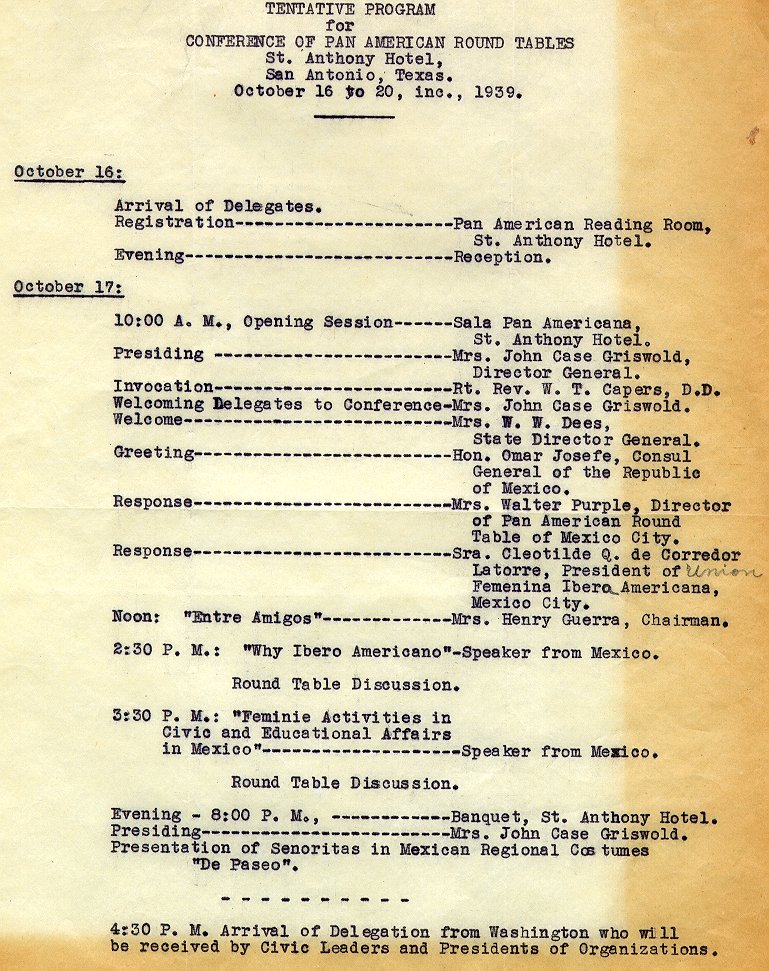 TENTATIVE PROGRAM
for
CONFERENCE OF PAN AMERICAN ROUND TABLES
St. Anthony Hotel,
San Antonio, Texas.
October 16 to 20, inc., 1939.
October 16:
Arrival of Delegates.
Registration----------------------Pan American Reading Room,
St. Anthony Hotel.
Evening---------------------------Reception.
October 17:
10:00 A. M., Opening Session------Sala Pan Americana,
St. Anthony Hotel.
Presiding ------------------------Mrs. John Case Griswold,
Director General.
Invocation------------------------Rt. Rev. W. T. Capers, D.D.
Welcoming Delegates to Conference-Mrs. John Case Griswold.
Welcome---------------------------Mrs. W. W. Dees,
State Director General.
Greeting--------------------------Hon. Omar Josefe, Consul
General of the Republic
of Mexico.
Response--------------------------Mrs. Walter Purple, Director
of Pan American Round
Table of Mexico City.
Response--------------------------Sra. Cleotilde Q. de Corredor
Latorre, President of Union
Femenina Ibero Americana,
Mexico City.
Noon: "Entre Amigos"-------------Mrs. Henry Guerra, Chairman.
2:30 P. M.: "Why Ibero Americano"-Speaker from Mexico.
Round Table Discussion.
3:30 P. M.: "Feminie Activities in
Civic and Educational Affairs
in Mexico"--------------------Speaker from Mexico.
Round Table Discussion.
Evening - 8:00 P. M., ------------Banquet, St. Anthony Hotel.
Presiding-------------------------Mrs. John Case Griswold.
Presentation of Senoritas in Mexican Regional Costumes
"De Paseo".
- - - - - - - - - -
4:30 P. M. Arrival of Delegation from Washington who will
be received by Civic Leaders and Presidents of Organizations.